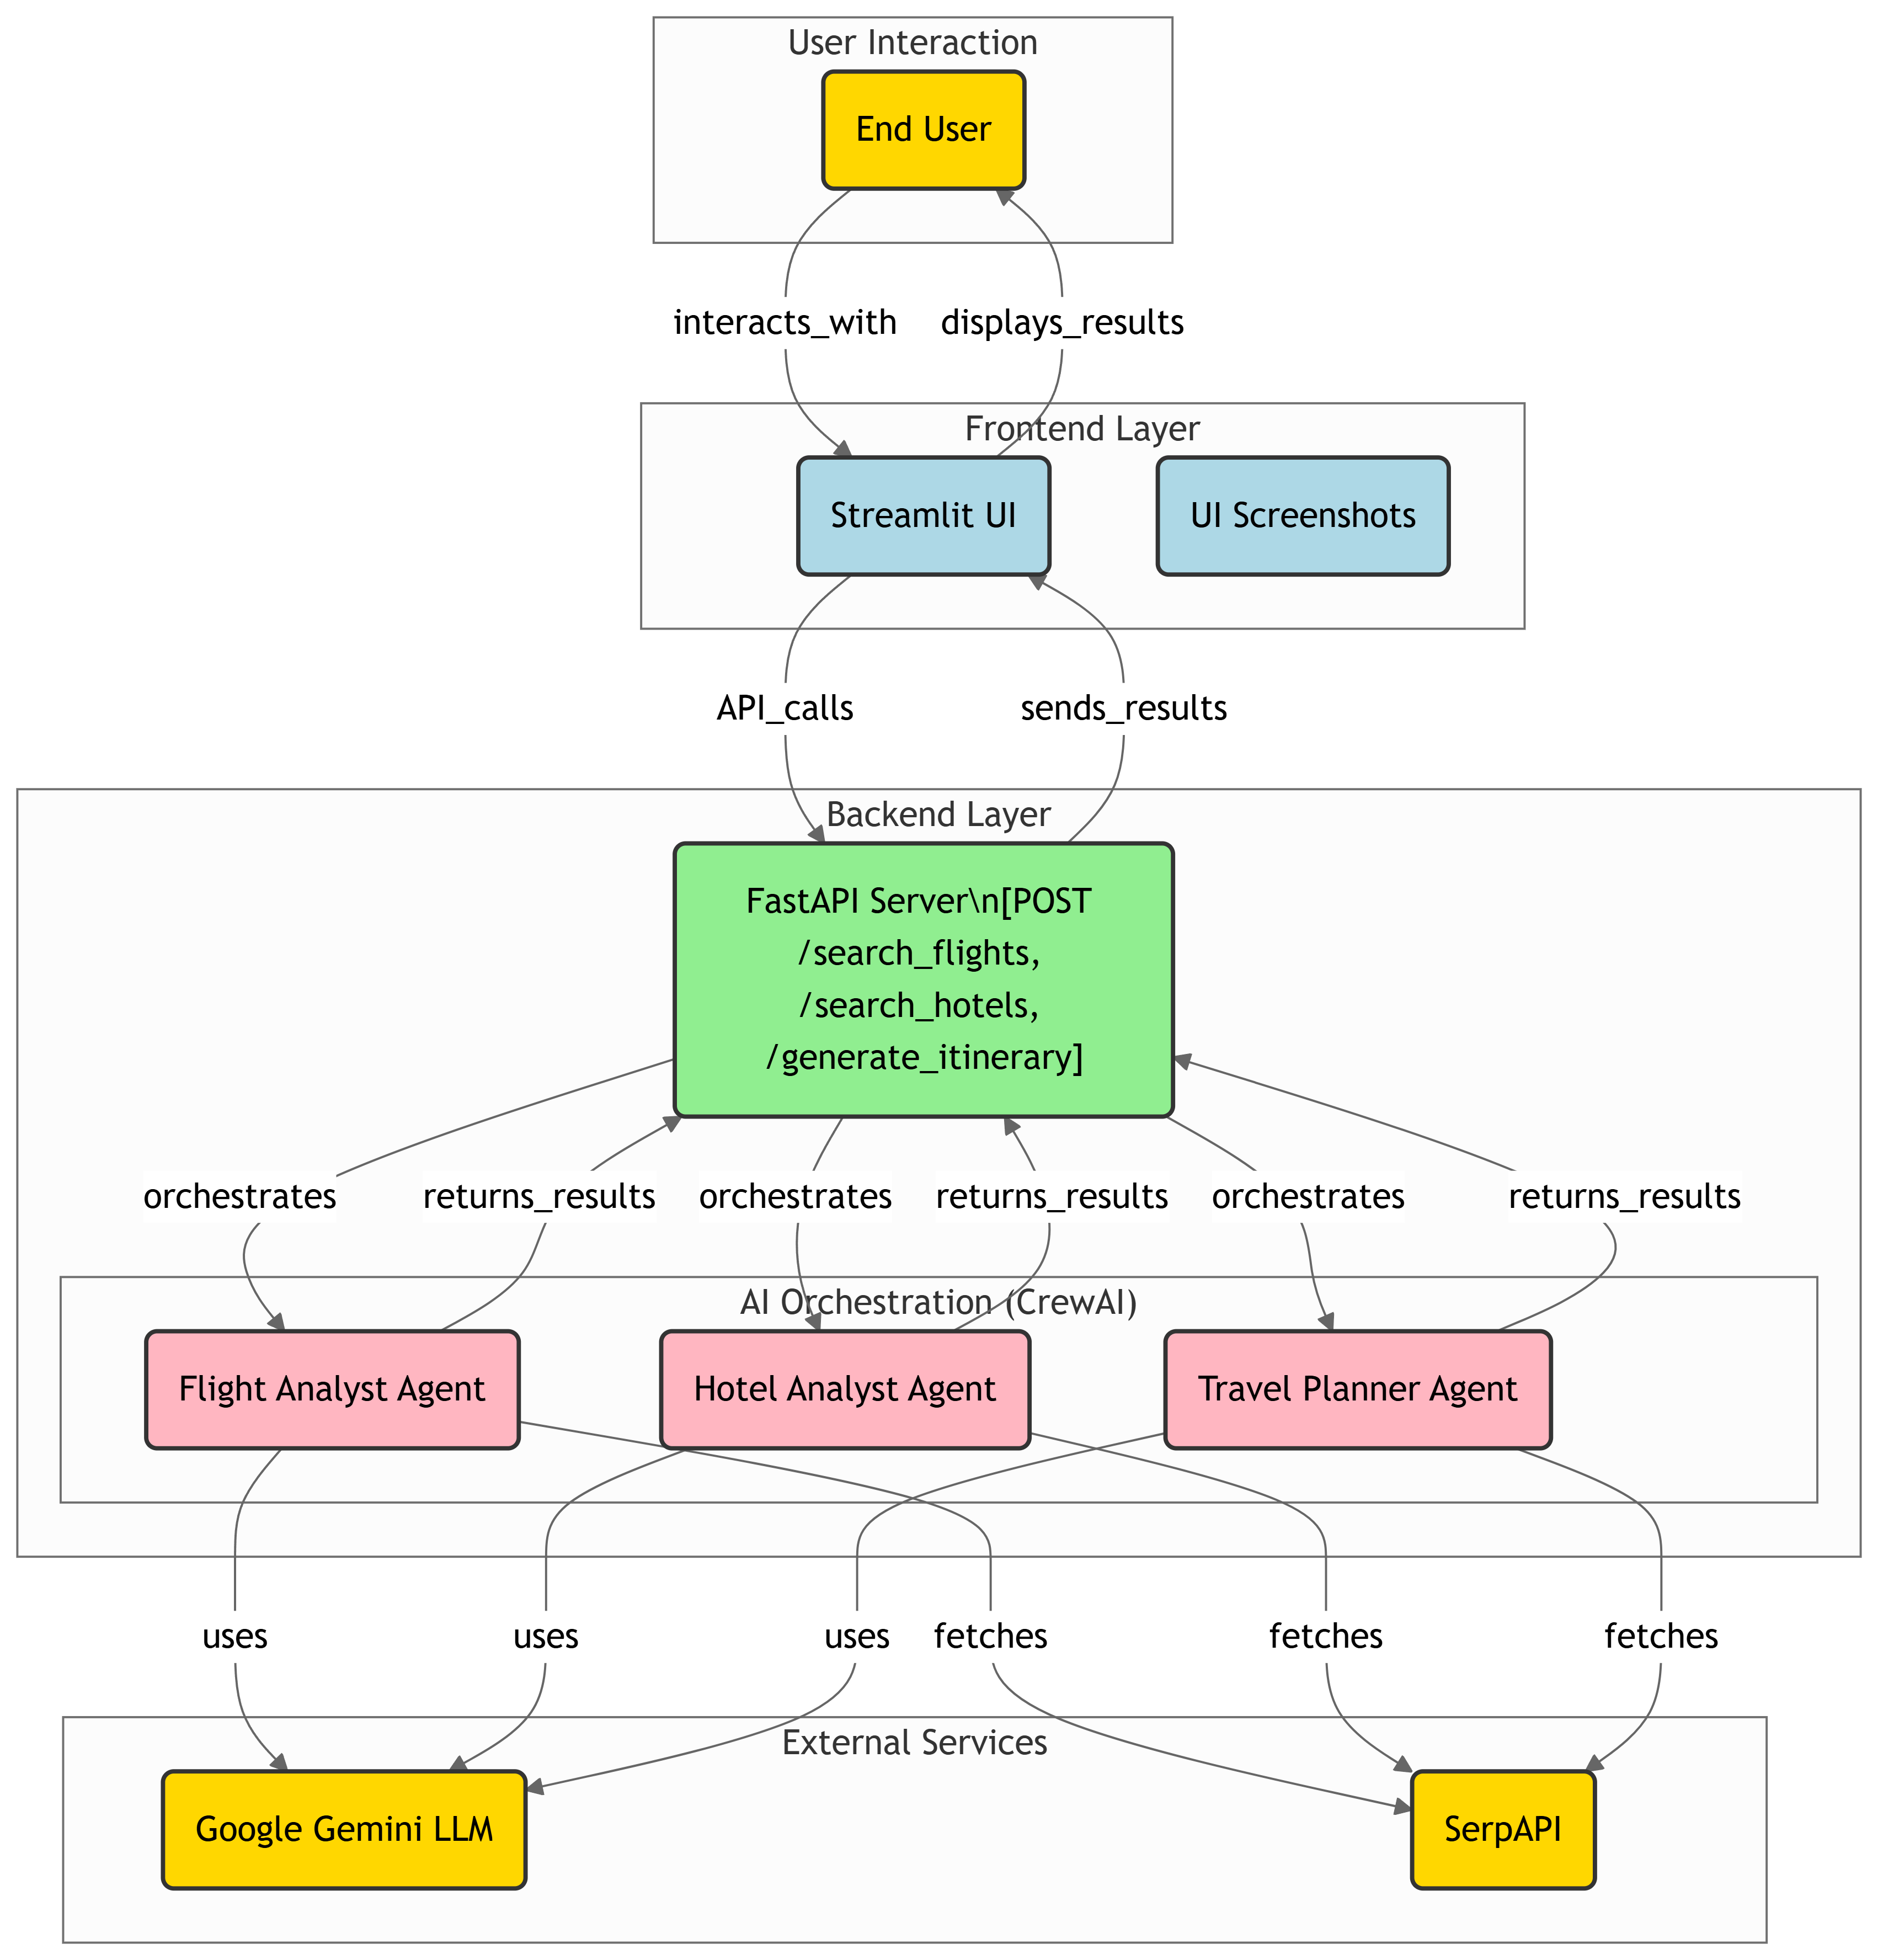 User Interaction
End User
interacts_with
displays_results
Frontend Layer
Streamlit UI
UI Screenshots
API_calls
sends_results
Backend Layer
FastAPI Server\n[POST
/search_flights,
/search_hotels,
/generate_itinerary]
orchestrates
returns_results
orchestrates
returns_results
orchestrates
returns_results
AI Orchestration (CrewAI)
Flight Analyst Agent
Hotel Analyst Agent
Travel Planner Agent
uses
uses
uses
fetches
fetches
fetches
External Services
Google Gemini LLM
SerpAPI